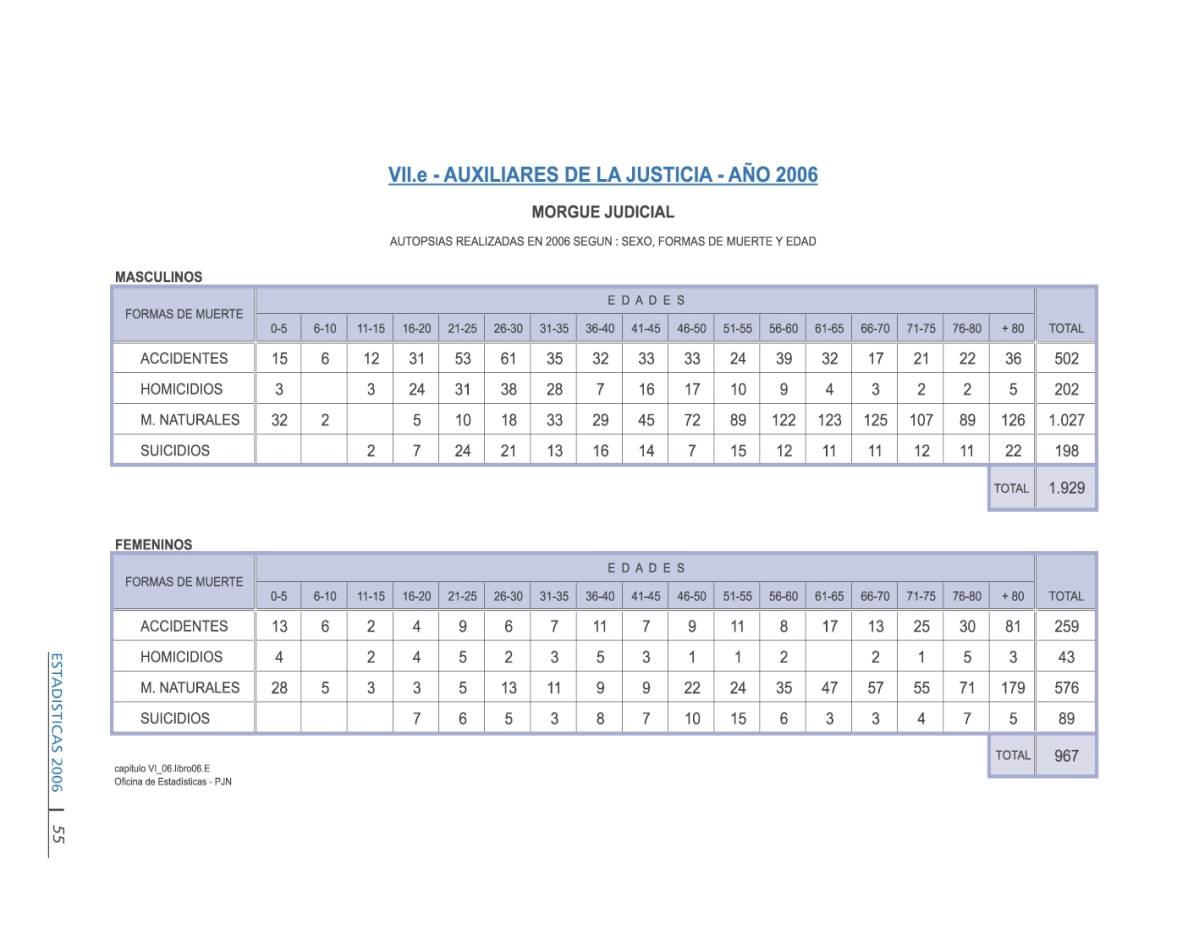 VII.e - AUXILIARES DE LA JUSTICIA - AÑO 2006
MORGUE JUDICIAL
AUTOPSIAS REALIZADAS EN 2006 SEGUN : SEXO, FORMAS DE MUERTE Y EDAD
MASCULINOS
FORMAS DE MUERTE E D A D E S
0-5 6-10 11-15 16-20 21-25 26-30 31-35 36-40 41-45 46-50 51-55 56-60 61-65 66-70 71-75 76-80 + 80 TOTAL
ACCIDENTES 15 6 12 31 53 61 35 32 33 33 24 39 32 17 21 22 36 502
HOMICIDIOS 3 3 24 31 38 28 7 16 17 10 9 4 3 2 2 5 202
M. NATURALES 32 2 5 10 18 33 29 45 72 89 122 123 125 107 89 126 1.027
SUICIDIOS 2 7 24 21 13 16 14 7 15 12 11 11 12 11 22 198
TOTAL 1.929
FEMENINOS
FORMAS DE MUERTE E D A D E S
0-5 6-10 11-15 16-20 21-25 26-30 31-35 36-40 41-45 46-50 51-55 56-60 61-65 66-70 71-75 76-80 + 80 TOTAL
ACCIDENTES 13 6 2 4 9 6 7 11 7 9 11 8 17 13 25 30 81 259
HOMICIDIOS 4 2 4 5 2 3 5 3 1 1 2 2 1 5 3 43
M. NATURALES 28 5 3 3 5 13 11 9 9 22 24 35 47 57 55 71 179 576
SUICIDIOS 7 6 5 3 8 7 10 15 6 3 3 4 7 5 89
TOTAL 967
capitulo VI_06.libro06.E
Oficina de Estadísticas - PJN
ESTADISTICAS 2006 | 55